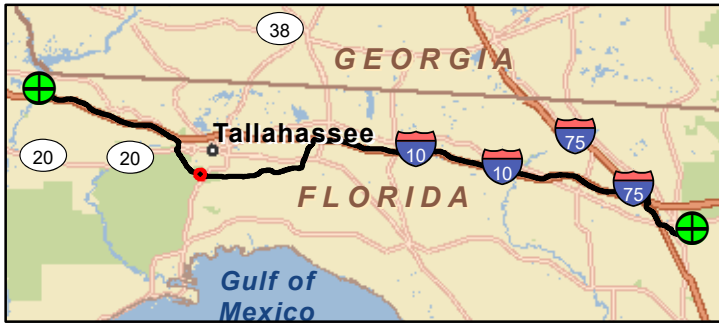 38
GEORGIA
Tallahassee
75
10
20
20
10
FLORIDA
75
Gulf of
Mexico